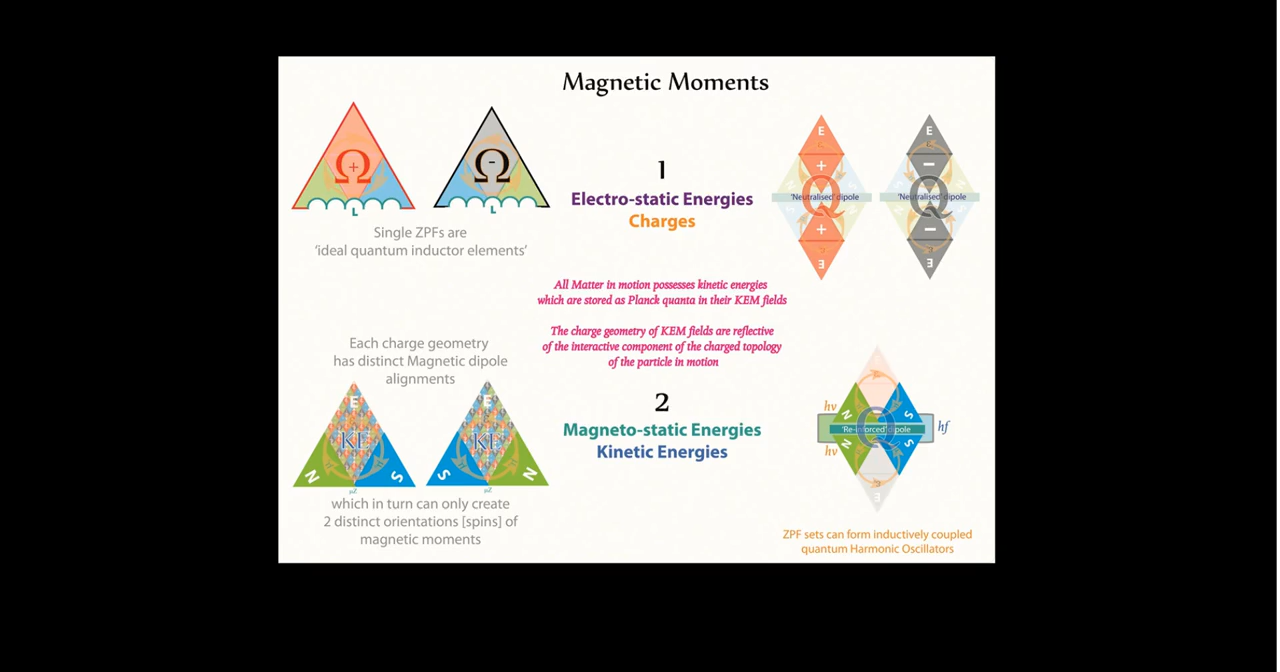 Magnetic Moments
Ω
+
L
Ω
-
L
Single ZPFs are
'ideal quantum inductor elements'
1
Electro-static Energies
Charges
E
+
Q
'Neutralised' dipole
+
E
E
−
Q
'Neutralised' dipole
−
E
All Matter in motion possesses kinetic energies
which are stored as Planck quanta in their KEM fields
The charge geometry of KEM fields are reflective
of the interactive component of the charged topology
of the particle in motion
Each charge geometry
has distinct Magnetic dipole
alignments
E
KE
N
S
E
KE
S
N
which in turn can only create
2 distinct orientations [spins] of
magnetic moments
2
Magneto-static Energies
Kinetic Energies
hv
N
S
Q
'Re-inforced' dipole
hf
hv
N
S
E
ZPF sets can form inductively coupled
quantum Harmonic Oscillators